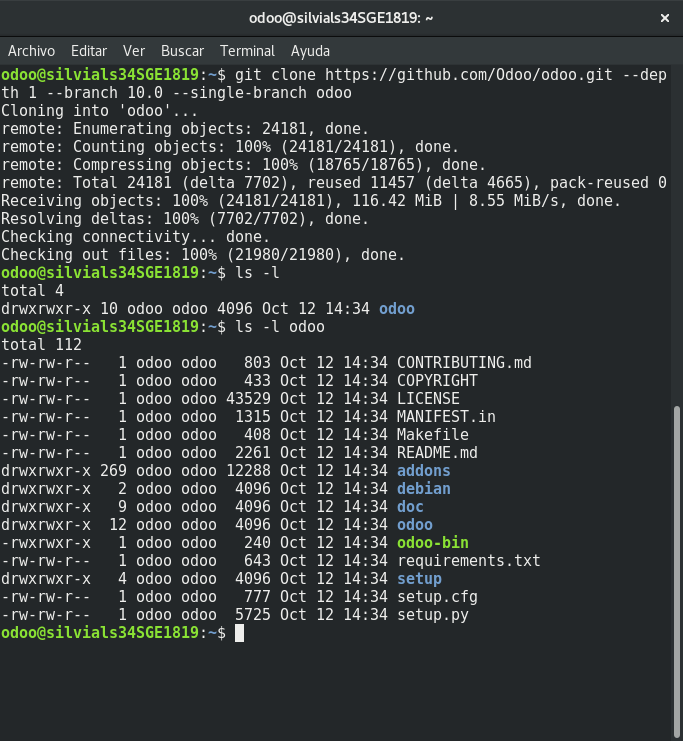 odoo@silvials34SGE1819: ~
×
Archivo Editar Ver Buscar Terminal Ayuda
odoo@silvials34SGE1819:~$ git clone https://github.com/Odoo/odoo.git --dep
th 1 --branch 10.0 --single-branch odoo
Cloning into 'odoo'...
remote: Enumerating objects: 24181, done.
remote: Counting objects: 100% (24181/24181), done.
remote: Compressing objects: 100% (18765/18765), done.
remote: Total 24181 (delta 7702), reused 11457 (delta 4665), pack-reused 0
Receiving objects: 100% (24181/24181), 116.42 MiB | 8.55 MiB/s, done.
Resolving deltas: 100% (7702/7702), done.
Checking connectivity... done.
Checking out files: 100% (21980/21980), done.
odoo@silvials34SGE1819:~$ ls -l
total 4
drwxrwxr-x 10 odoo odoo 4096 Oct 12 14:34 odoo
odoo@silvials34SGE1819:~$ ls -l odoo
total 112
-rw-rw-r--   1 odoo odoo   803 Oct 12 14:34 CONTRIBUTING.md
-rw-rw-r--   1 odoo odoo   433 Oct 12 14:34 COPYRIGHT
-rw-rw-r--   1 odoo odoo 43529 Oct 12 14:34 LICENSE
-rw-rw-r--   1 odoo odoo  1315 Oct 12 14:34 MANIFEST.in
-rw-rw-r--   1 odoo odoo   408 Oct 12 14:34 Makefile
-rw-rw-r--   1 odoo odoo  2261 Oct 12 14:34 README.md
drwxrwxr-x 269 odoo odoo 12288 Oct 12 14:34 addons
drwxrwxr-x   2 odoo odoo  4096 Oct 12 14:34 debian
drwxrwxr-x   9 odoo odoo  4096 Oct 12 14:34 doc
drwxrwxr-x  12 odoo odoo  4096 Oct 12 14:34 odoo
-rwxrwxr-x   1 odoo odoo   240 Oct 12 14:34 odoo-bin
-rw-rw-r--   1 odoo odoo   643 Oct 12 14:34 requirements.txt
drwxrwxr-x   4 odoo odoo  4096 Oct 12 14:34 setup
-rw-rw-r--   1 odoo odoo   777 Oct 12 14:34 setup.cfg
-rw-rw-r--   1 odoo odoo  5725 Oct 12 14:34 setup.py
odoo@silvials34SGE1819:~$